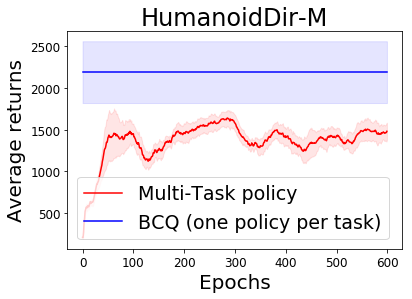 HumanoidDir-M
Average returns
2500
2000
1500
1000
500
Multi-Task policy
BCQ (one policy per task)
0 100 200 300 400 500 600
Epochs